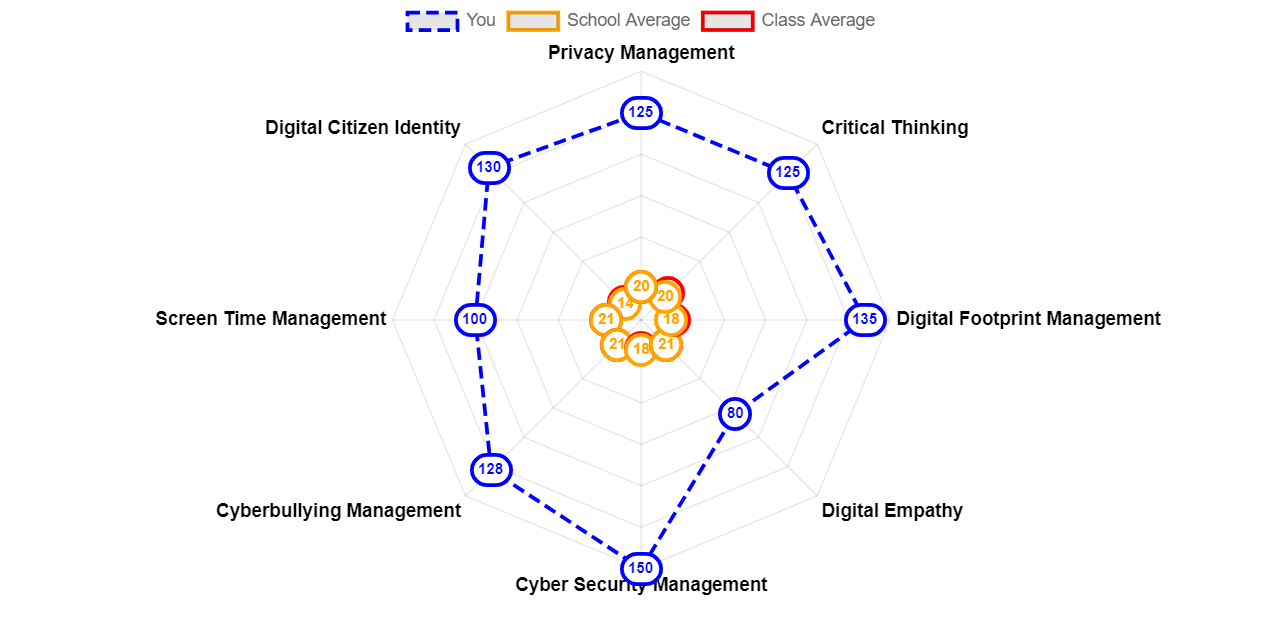 You School Average Class Average
Privacy Management
125
Digital Citizen Identity Critical Thinking
130 125
20
14 20
Screen Time Management 100 21 18 135 Digital Footprint Management
21 18 21
80
128
Cyberbullying Management Digital Empathy
150
Cyber Security Management